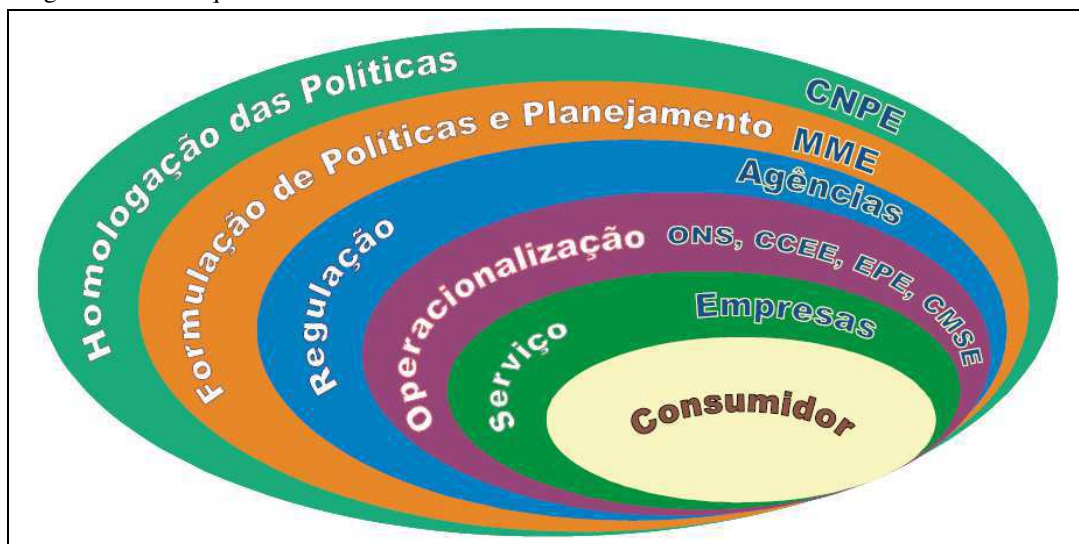 Homologação das Políticas
CNPE
Formulação de Políticas e Planejamento
MME
Regulação
Agências
Operacionalização
ONS, CCEE, EPE, CMSE
Serviço
Empresas
Consumidor